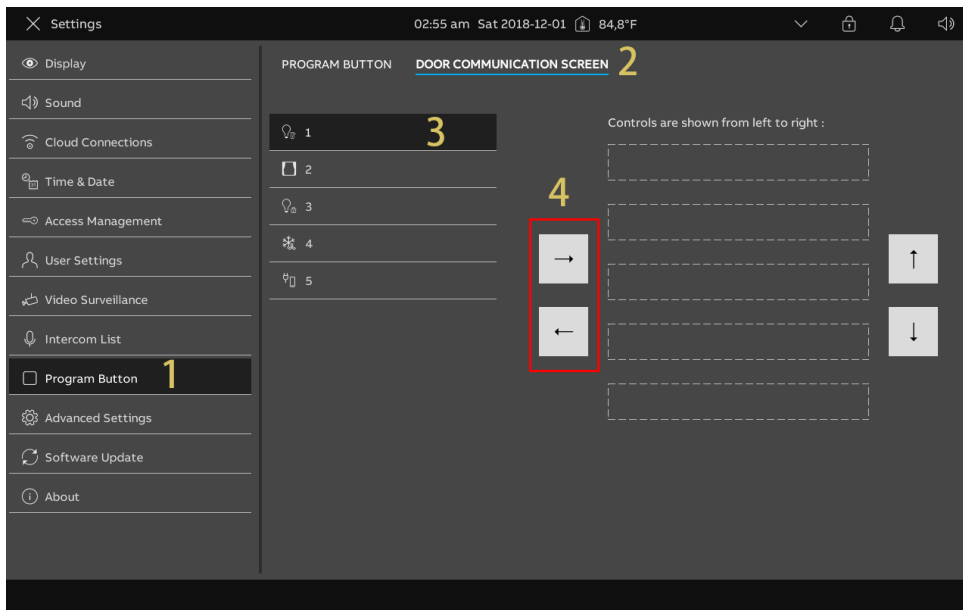 Settings
02:55 am Sat 2018-12-01 84,8°F
Display
Sound
Cloud Connections
Time & Date
Access Management
User Settings
Video Surveillance
Intercom List
Program Button 1
Advanced Settings
Software Update
About
PROGRAM BUTTON DOOR COMMUNICATION SCREEN 2
1 3
2
3
4
5
4
Controls are shown from left to right :